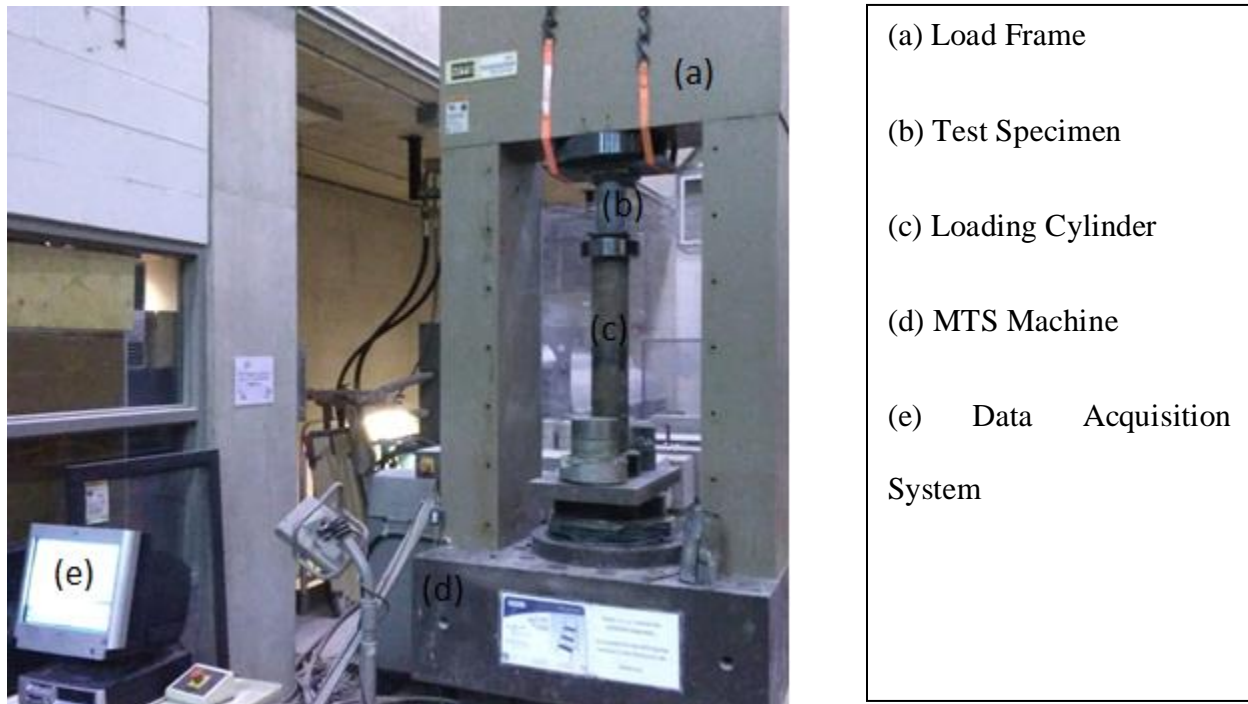 (a)
(b)
(c)
(d)
(e)
(a) Load Frame
(b) Test Specimen
(c) Loading Cylinder
(d) MTS Machine
(e) Data Acquisition
System